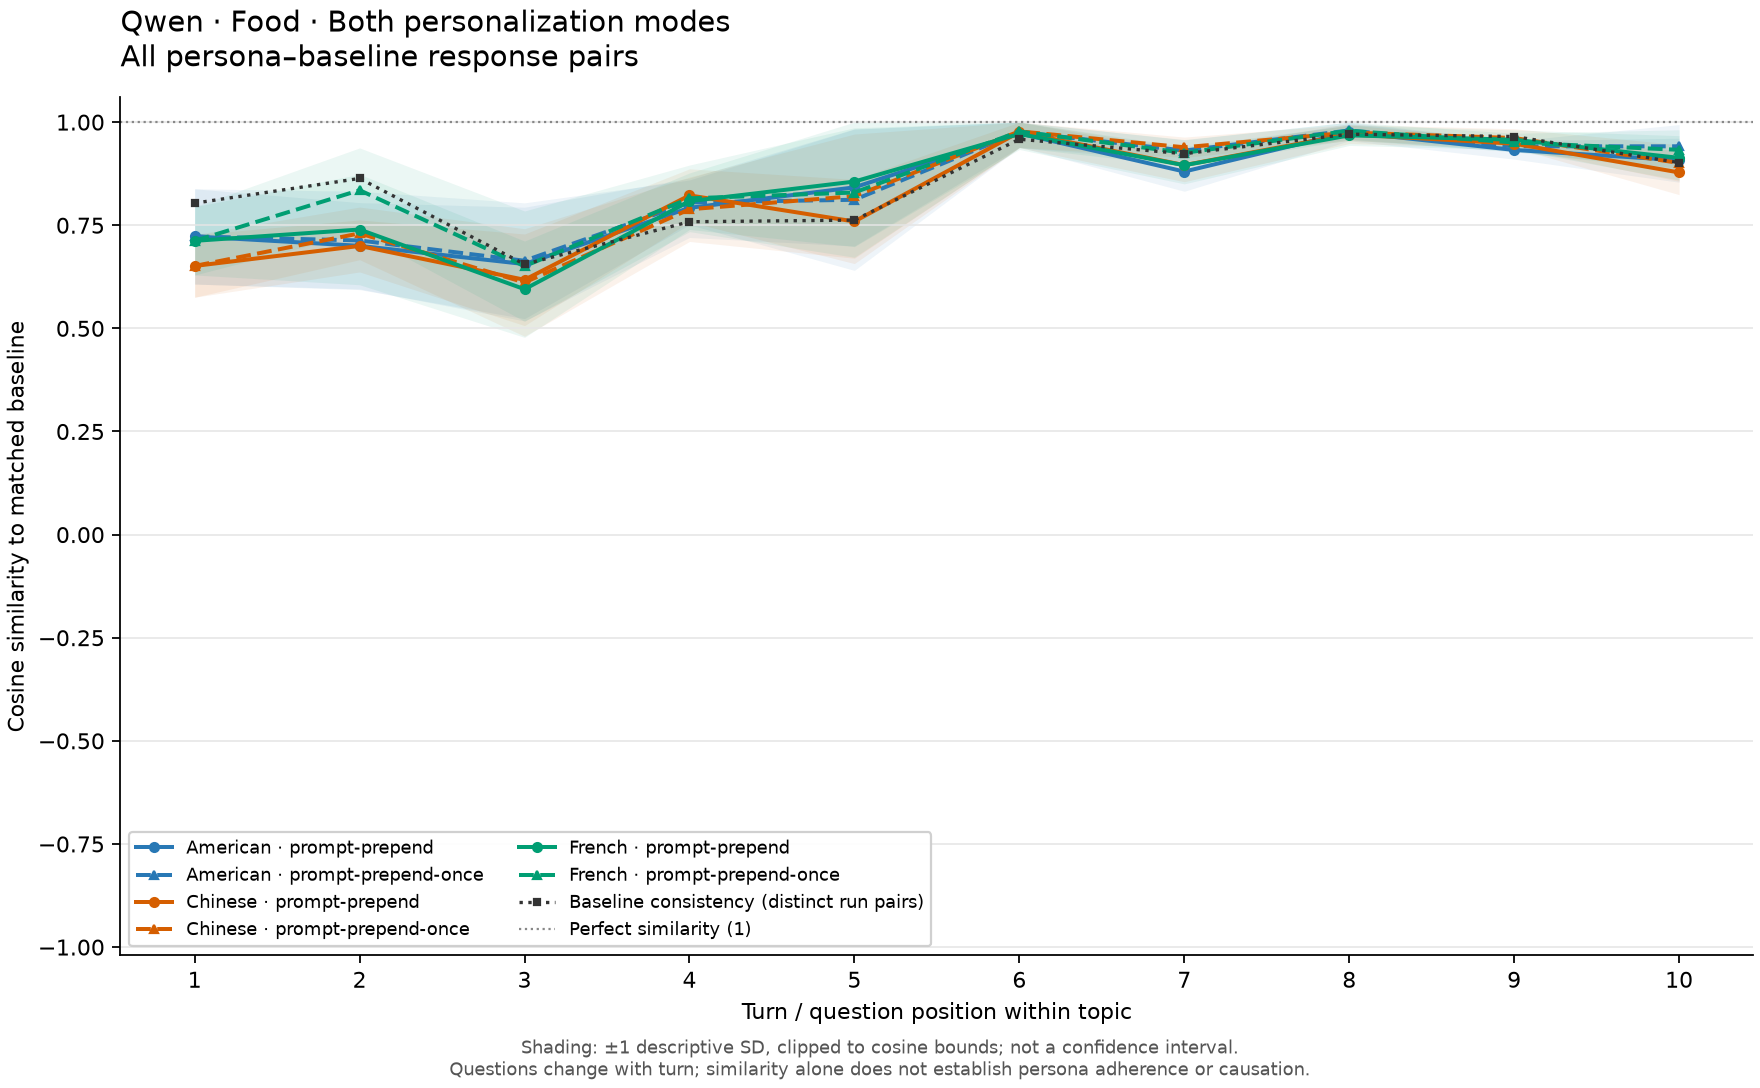 Qwen · Food · Both personalization modes
All persona–baseline response pairs
Cosine similarity to matched baseline
1.00
0.75
0.50
0.25
0.00
−0.25
−0.50
−0.75
−1.00
American · prompt-prepend
American · prompt-prepend-once
Chinese · prompt-prepend
Chinese · prompt-prepend-once
French · prompt-prepend
French · prompt-prepend-once
Baseline consistency (distinct run pairs)
Perfect similarity (1)
1 2 3 4 5 6 7 8 9 10
Turn / question position within topic
Shading: ±1 descriptive SD, clipped to cosine bounds; not a confidence interval.
Questions change with turn; similarity alone does not establish persona adherence or causation.